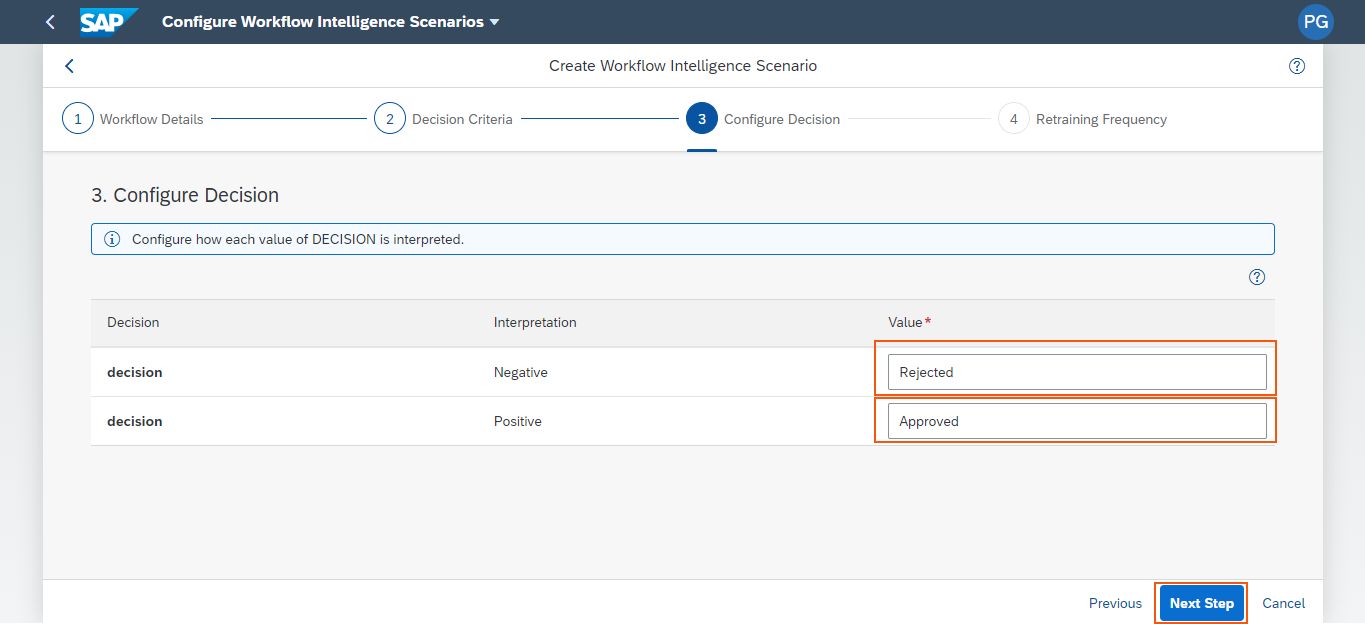 SAP Configure Workflow Intelligence Scenarios PG
Create Workflow Intelligence Scenario ?
1 Workflow Details 2 Decision Criteria 3 Configure Decision 4 Retraining Frequency
3. Configure Decision
i Configure how each value of DECISION is interpreted.
?
Decision Interpretation Value*
decision Negative Rejected
decision Positive Approved
Previous Next Step Cancel